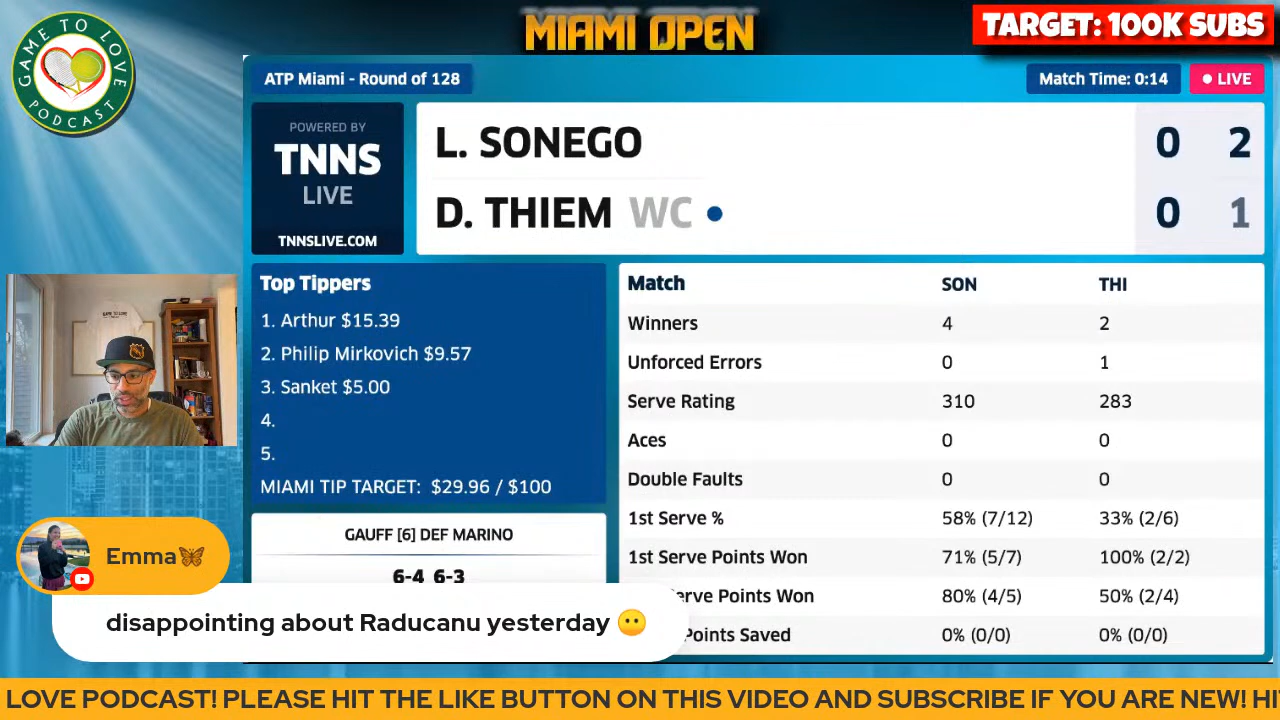 GAME TO LOVE
PODCAST
MIAMI OPEN
TARGET: 100K SUBS
ATP Miami - Round of 128
Match Time: 0:14
LIVE
POWERED BY
TNNS
LIVE
TNNSLIVE.COM
L. SONEGO 0 2
D. THIEM WC 0 1
Top Tippers
1. Arthur $15.39
2. Philip Mirkovich $9.57
3. Sanket $5.00
4.
5.
MIAMI TIP TARGET: $29.96 / $100
GAUFF [6] DEF MARINO
6-4 6-3
Match SON THI
Winners 4 2
Unforced Errors 0 1
Serve Rating 310 283
Aces 0 0
Double Faults 0 0
1st Serve % 58% (7/12) 33% (2/6)
1st Serve Points Won 71% (5/7) 100% (2/2)
erve Points Won 80% (4/5) 50% (2/4)
Points Saved 0% (0/0) 0% (0/0)
Emma🦋
disappointing about Raducanu yesterday 😶
LOVE PODCAST! PLEASE HIT THE LIKE BUTTON ON THIS VIDEO AND SUBSCRIBE IF YOU ARE NEW! HI